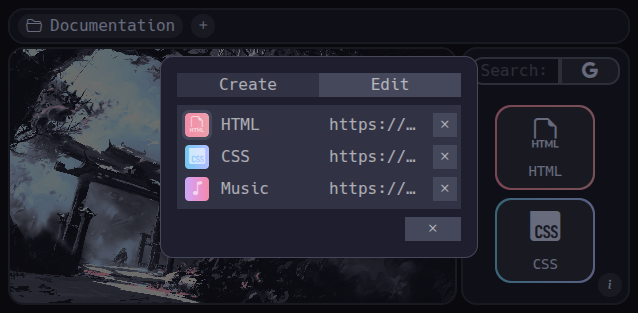 Documentation +
Search:
Create Edit
HTML HTML https://… ×
CSS CSS https://… ×
Music https://… ×
×
HTML
HTML
CSS
CSS
i